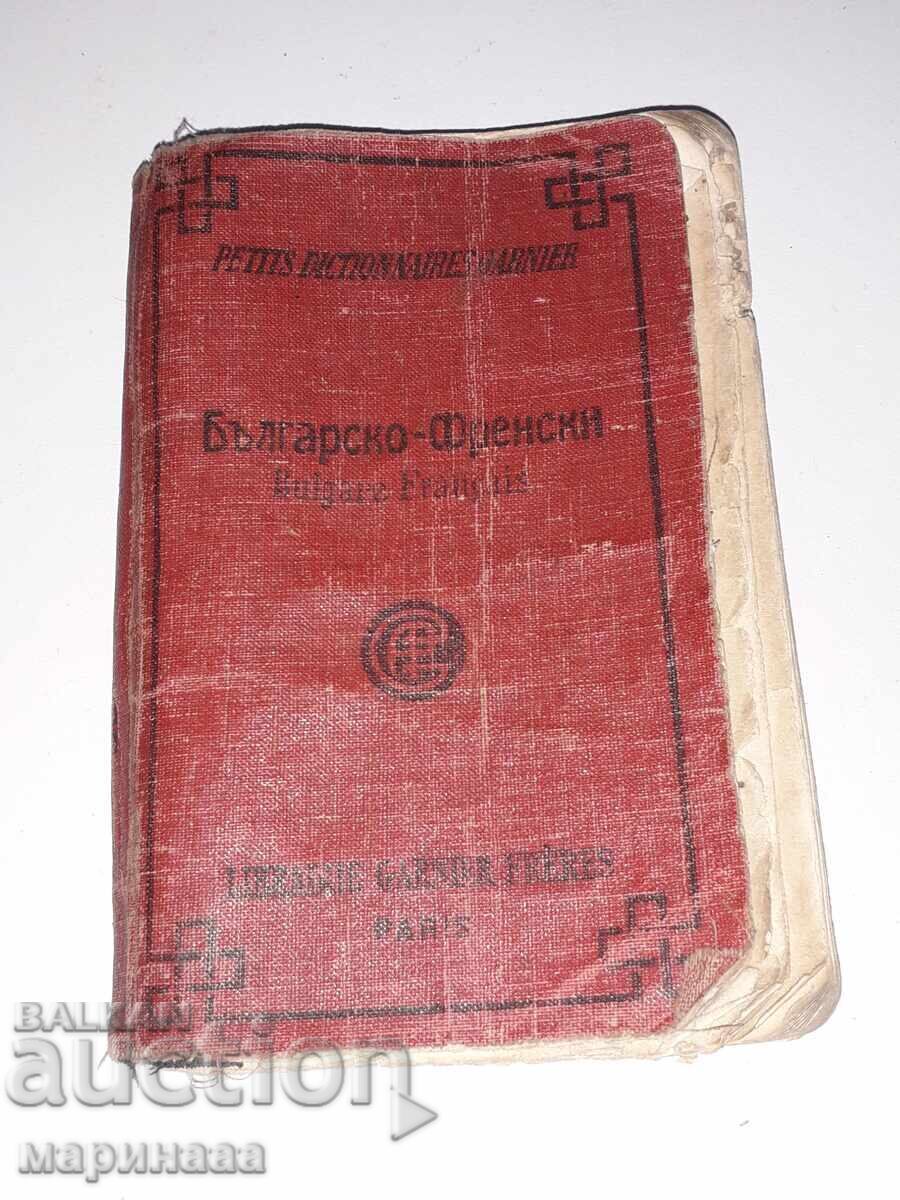 PETITS DICTIONNAIRES GARNIER
Българско-Френски
Bulgare Français
LIBRAIRIE GARNIER FRÈRES
PARIS
BALKAN
auction
маринааа